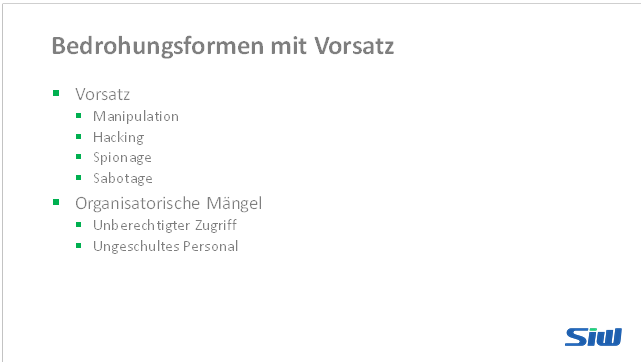 Bedrohungsformen mit Vorsatz
Vorsatz
Manipulation
Hacking
Spionage
Sabotage
Organisatorische Mängel
Unberechtigter Zugriff
Ungeschultes Personal
Siw